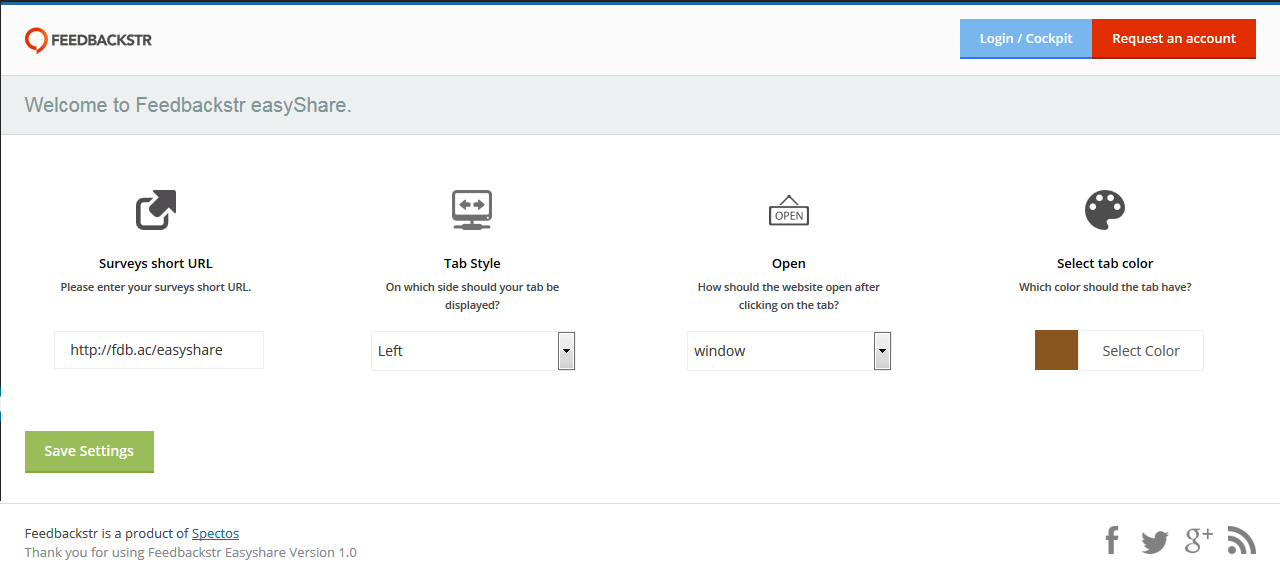 FEEDBACKSTR
Login / Cockpit
Request an account
Welcome to Feedbackstr easyShare.
OPEN
Surveys short URL
Please enter your surveys short URL.
http://fdb.ac/easyshare
Tab Style
On which side should your tab be
displayed?
Left
Open
How should the website open after
clicking on the tab?
window
Select tab color
Which color should the tab have?
Select Color
Save Settings
Feedbackstr is a product of Spectos
Thank you for using Feedbackstr Easyshare Version 1.0
f
g+